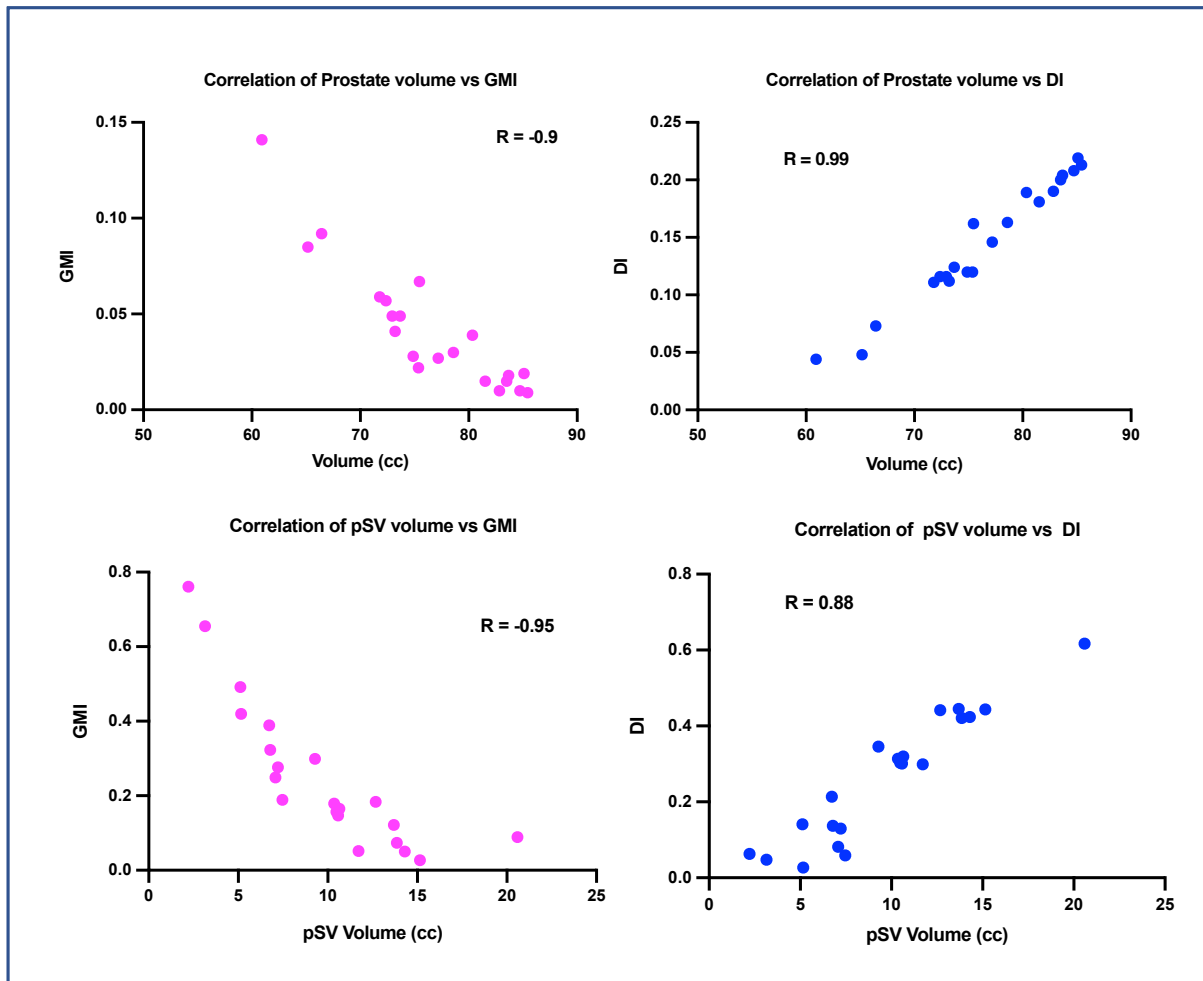 Correlation of Prostate volume vs GMI
R = -0.9
0.15
0.10
0.05
0.00
GMI
50 60 70 80 90
Volume (cc)
Correlation of Prostate volume vs DI
R = 0.99
0.25
0.20
0.15
0.10
0.05
0.00
DI
50 60 70 80 90
Volume (cc)
Correlation of pSV volume vs GMI
R = -0.95
0.8
0.6
0.4
0.2
0.0
GMI
0 5 10 15 20 25
pSV Volume (cc)
Correlation of pSV volume vs DI
R = 0.88
0.8
0.6
0.4
0.2
0.0
DI
0 5 10 15 20 25
pSV Volume (cc)